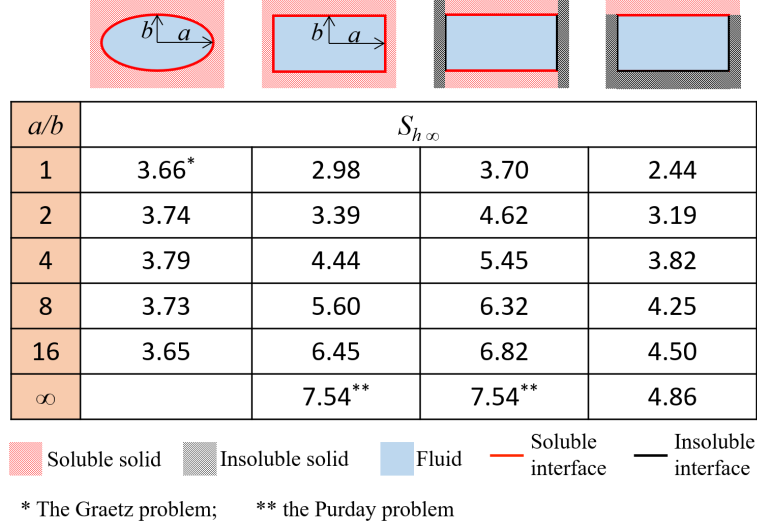 b a b a
a/b S_h∞
1 3.66* 2.98 3.70 2.44
2 3.74 3.39 4.62 3.19
4 3.79 4.44 5.45 3.82
8 3.73 5.60 6.32 4.25
16 3.65 6.45 6.82 4.50
∞ 7.54** 7.54** 4.86
Soluble solid Insoluble solid Fluid Soluble interface Insoluble interface
* The Graetz problem; ** the Purday problem